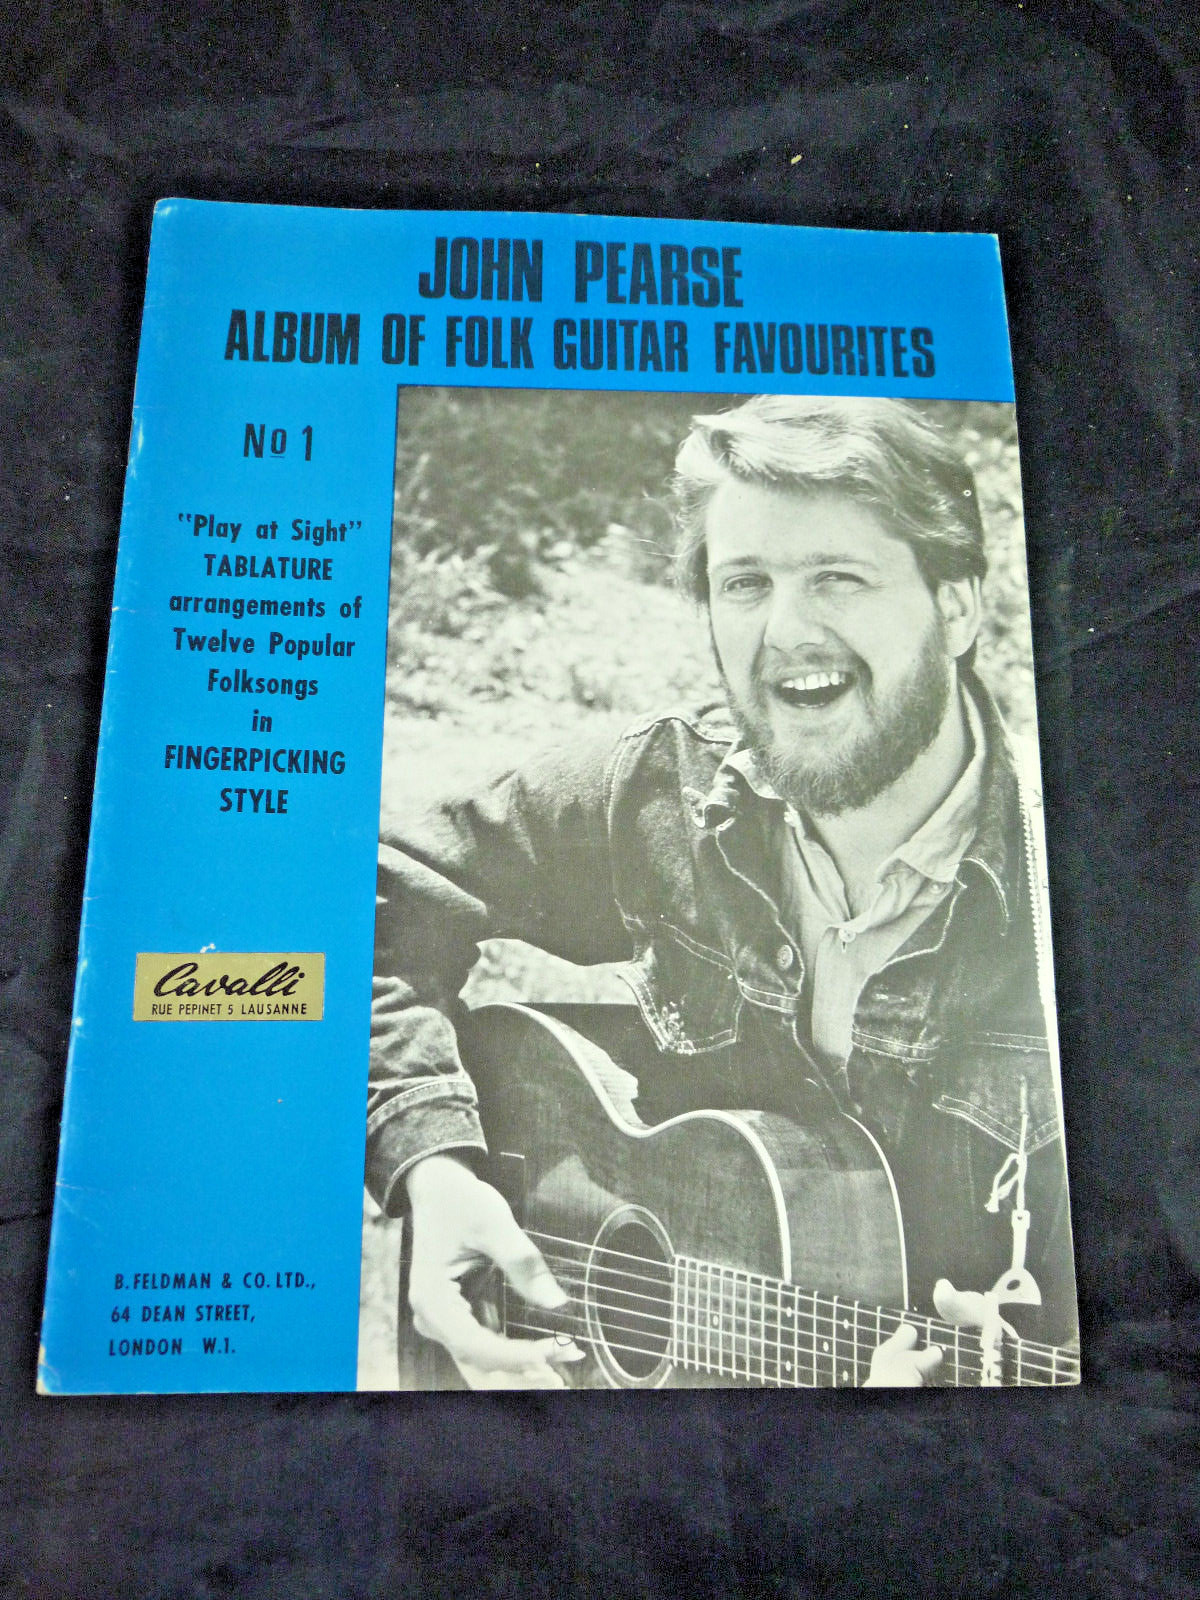 JOHN PEARSE
ALBUM OF FOLK GUITAR FAVOURITES
No 1
"Play at Sight"
TABLATURE
arrangements of
Twelve Popular
Folksongs
in
FINGERPICKING
STYLE
Cavalli
RUE PEPINET 5 LAUSANNE
B. FELDMAN & CO. LTD.,
64 DEAN STREET,
LONDON W.1.